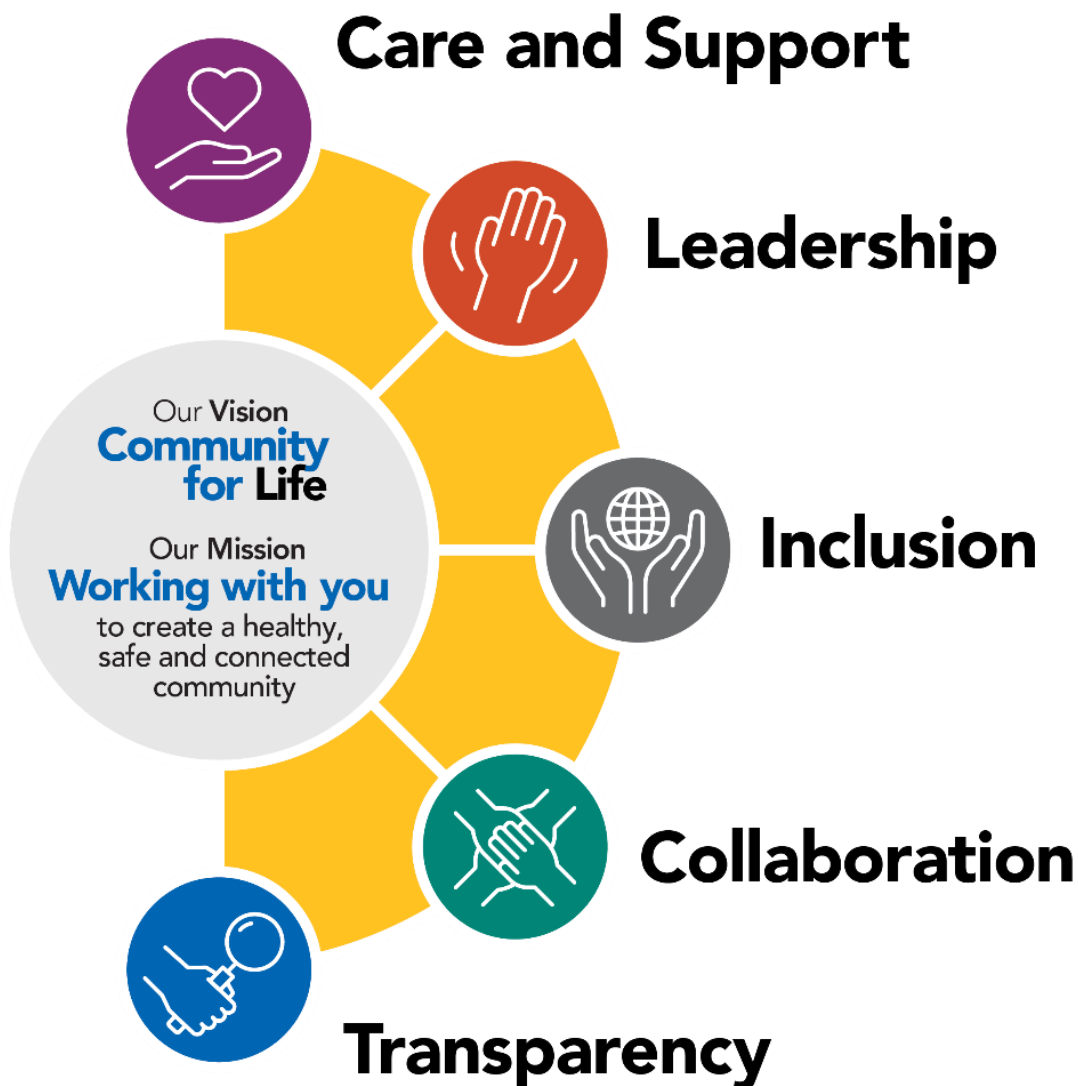 Care and Support
Leadership
Our Vision
Community
for Life
Our Mission
Working with you
to create a healthy,
safe and connected
community
Inclusion
Collaboration
Transparency